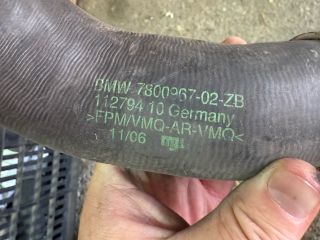 BMW 7800967-02-ZB
112794 10 Germany
>FPM/VMQ-AR-VMQ<
11/06